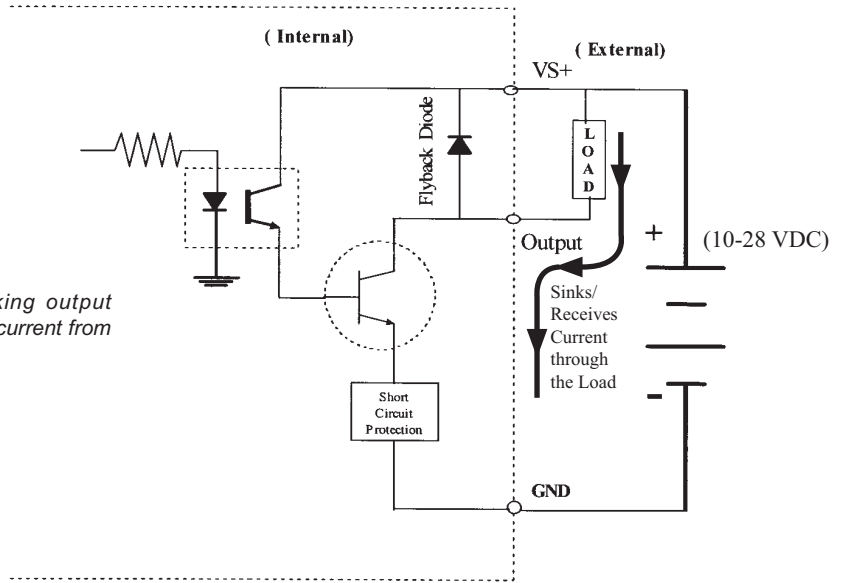 ( Internal)
( External)
VS+
Flyback Diode
L
O
A
D
Output
+
(10-28 VDC)
Sinks/
Receives
Current
through
the Load
king output
current from
Short
Circuit
Protection
-
GND